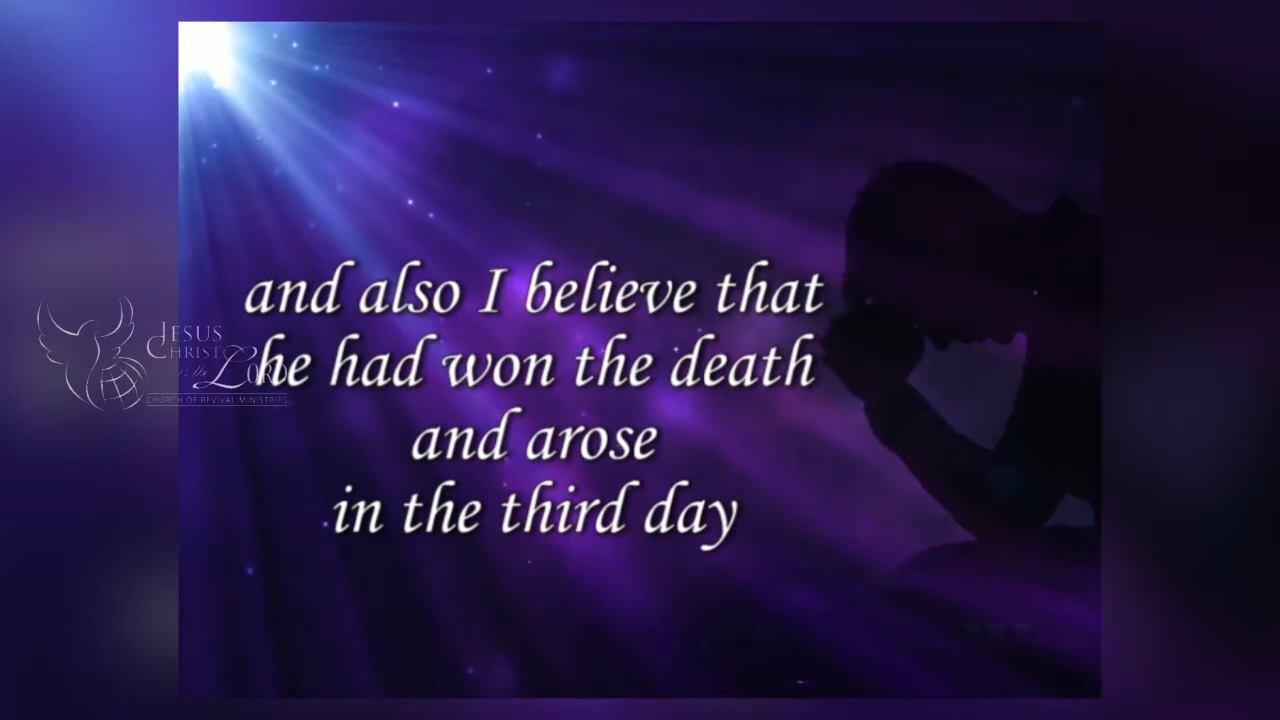 and also I believe that
he had won the death
and arose
in the third day
JESUS
CHRIST
is the LORD
CHURCH OF REVIVAL MINISTRIES